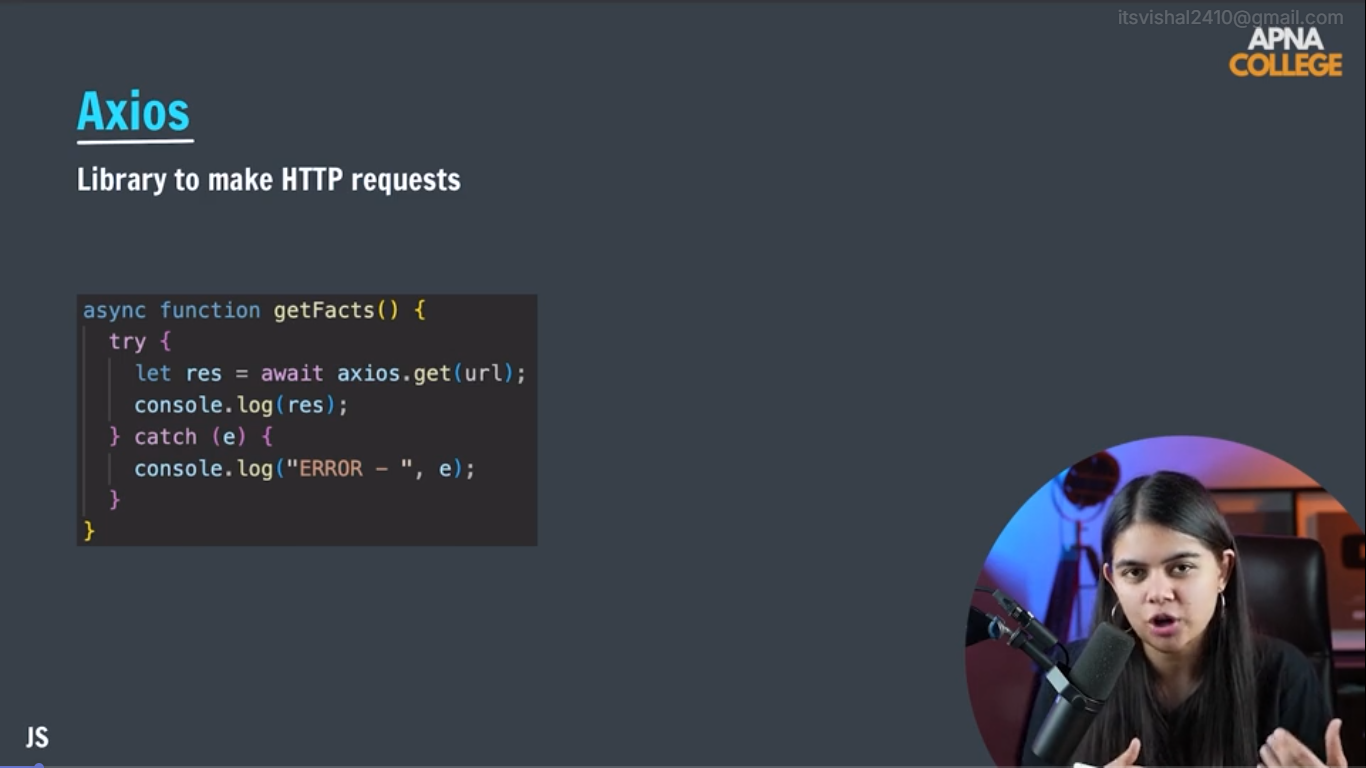 itsvishal2410@gmail.com
APNA
COLLEGE
Axios
Library to make HTTP requests
async function getFacts() {
  try {
    let res = await axios.get(url);
    console.log(res);
  } catch (e) {
    console.log("ERROR - ", e);
  }
}
JS